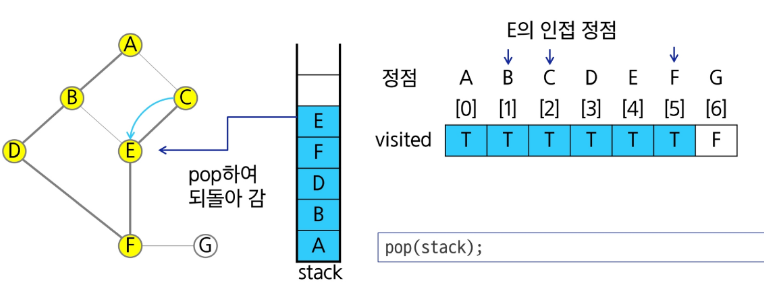 E의 인접 정점
정점 A B C D E F G
[0] [1] [2] [3] [4] [5] [6]
visited T T T T T T F
A
B
C
D
E
F
G
pop하여
되돌아 감
E
F
D
B
A
stack
pop(stack);